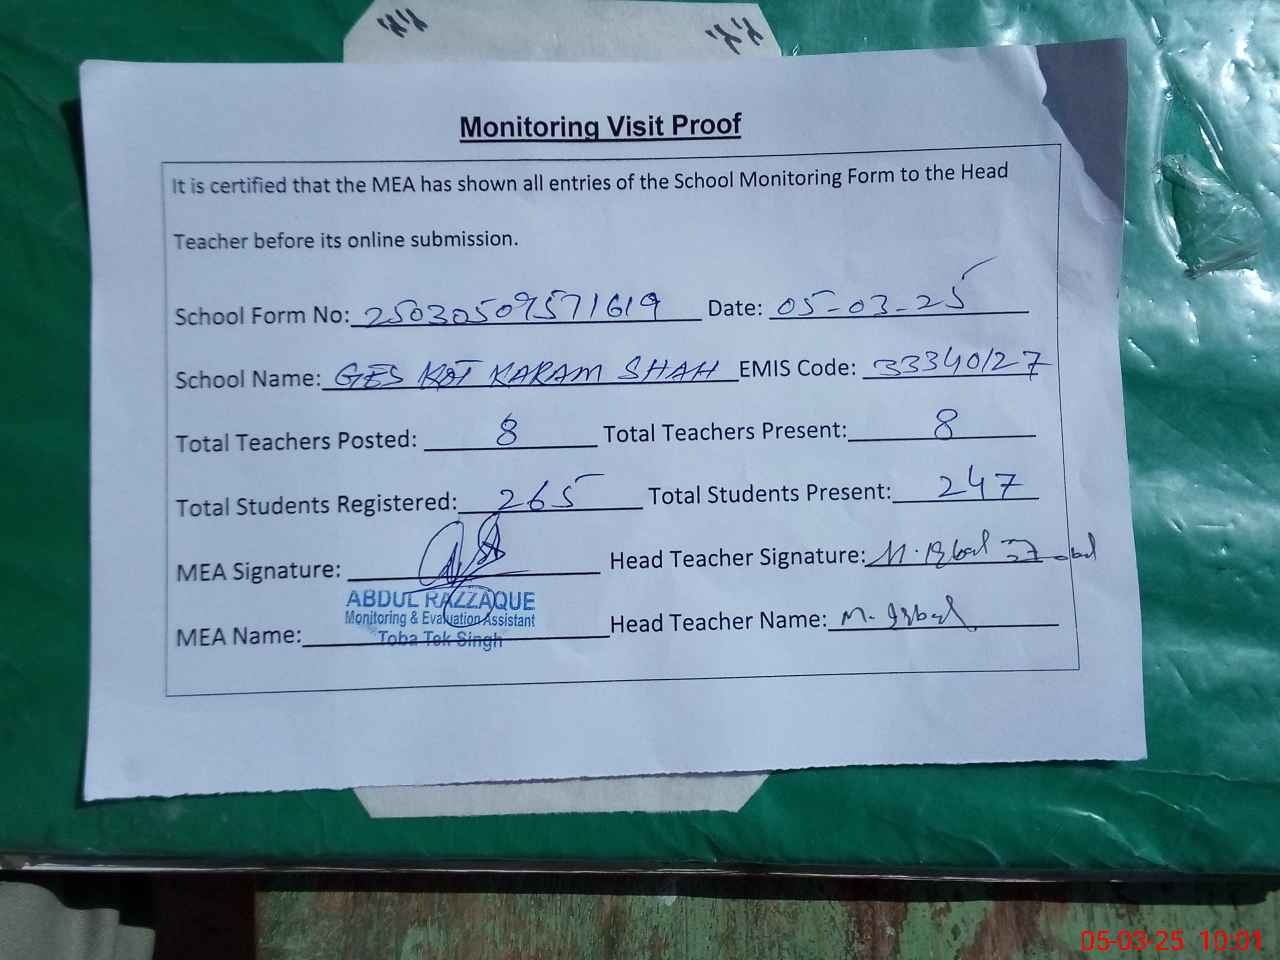 Monitoring Visit Proof
It is certified that the MEA has shown all entries of the School Monitoring Form to the Head
Teacher before its online submission.
School Form No: 25030509571619 Date: 05-03-25
School Name: GES KOT KARAM SHAH EMIS Code: 33340127
Total Teachers Posted: 8 Total Teachers Present: 8
Total Students Registered: 265 Total Students Present: 247
MEA Signature: Head Teacher Signature: M. Iqbal
ABDUL RAZZAQUE
Monitoring & Evaluation Assistant
MEA Name: Toba Tek Singh Head Teacher Name: M. Iqbal
05-03-25 10:01